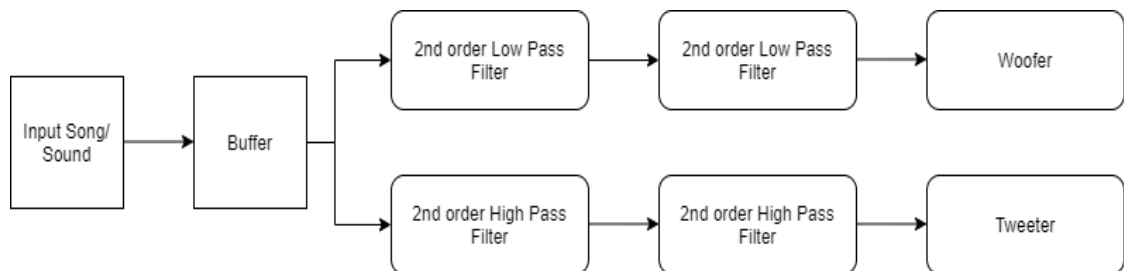 Input Song/
Sound
Buffer
2nd order Low Pass
Filter
2nd order Low Pass
Filter
Woofer
2nd order High Pass
Filter
2nd order High Pass
Filter
Tweeter